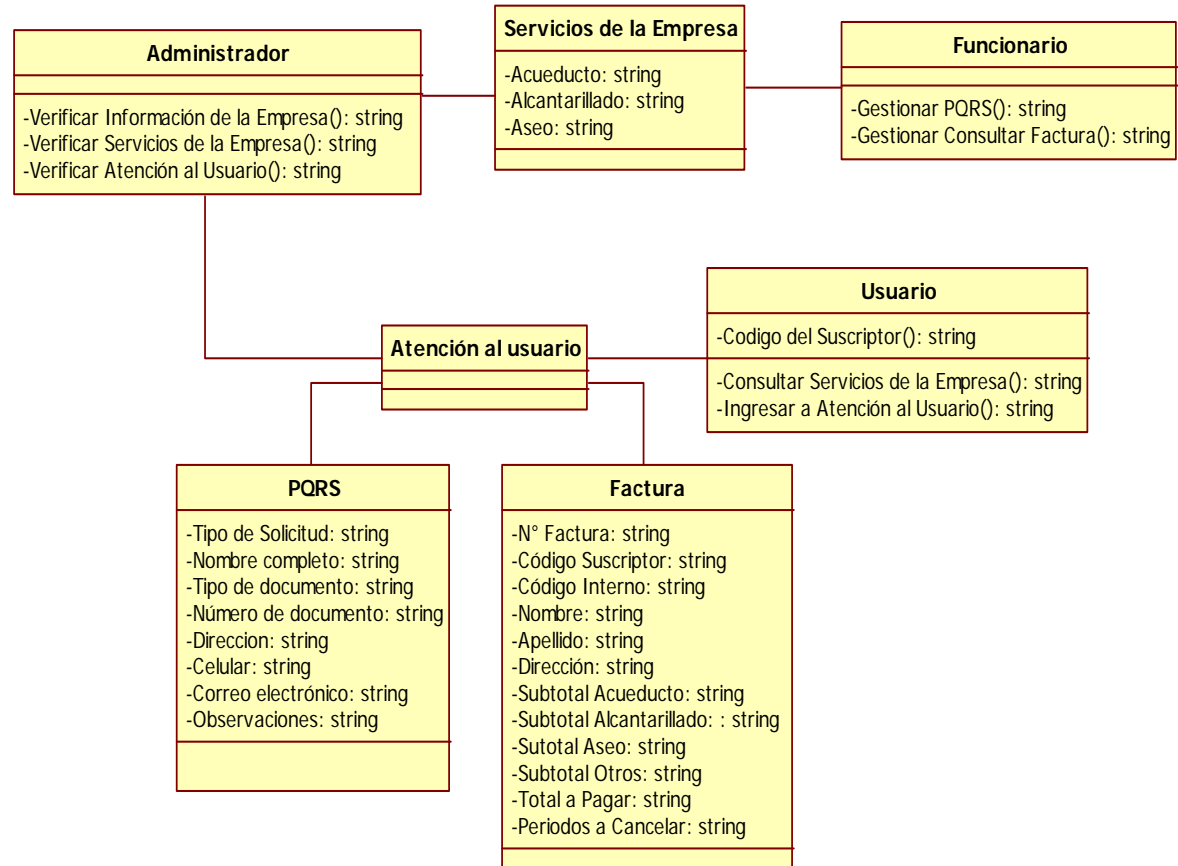 Administrador
-Verificar Información de la Empresa(): string
-Verificar Servicios de la Empresa(): string
-Verificar Atención al Usuario(): string
Servicios de la Empresa
-Acueducto: string
-Alcantarillado: string
-Aseo: string
Funcionario
-Gestionar PQRS(): string
-Gestionar Consultar Factura(): string
Atención al usuario
Usuario
-Codigo del Suscriptor(): string
-Consultar Servicios de la Empresa(): string
-Ingresar a Atención al Usuario(): string
PQRS
-Tipo de Solicitud: string
-Nombre completo: string
-Tipo de documento: string
-Número de documento: string
-Direccion: string
-Celular: string
-Correo electrónico: string
-Observaciones: string
Factura
-N° Factura: string
-Código Suscriptor: string
-Código Interno: string
-Nombre: string
-Apellido: string
-Dirección: string
-Subtotal Acueducto: string
-Subtotal Alcantarillado: : string
-Sutotal Aseo: string
-Subtotal Otros: string
-Total a Pagar: string
-Periodos a Cancelar: string